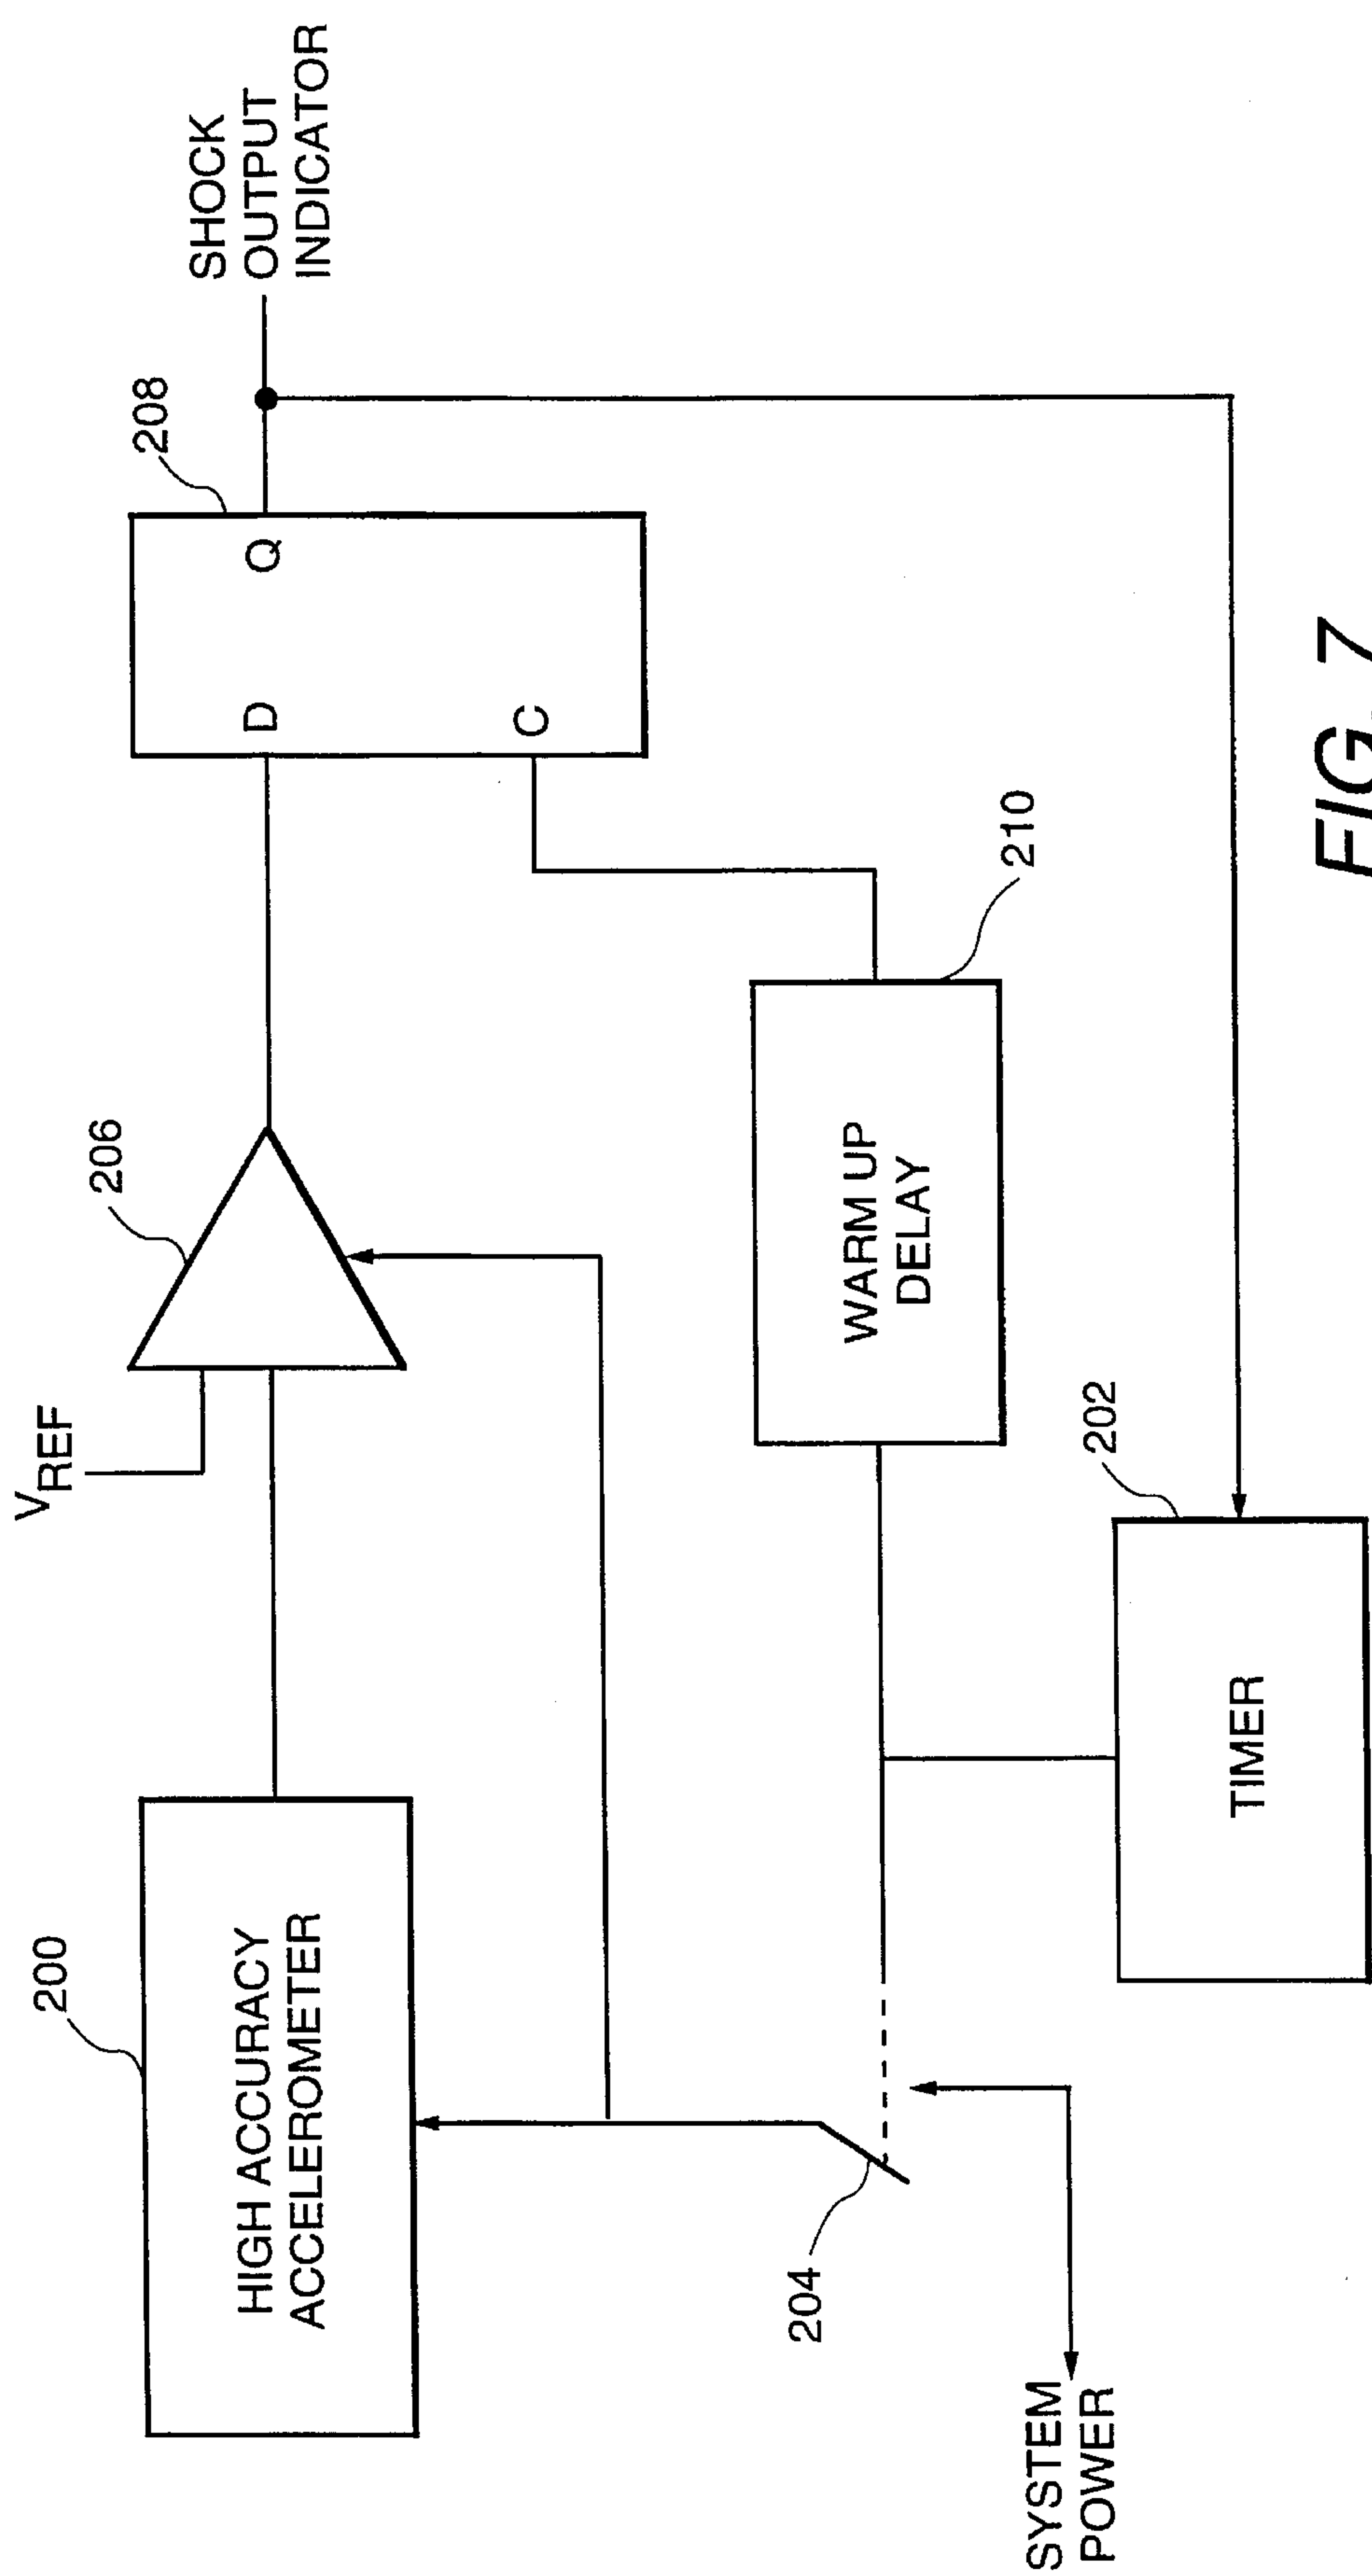 200
HIGH ACCURACY
ACCELEROMETER
VREF
206
208
D
Q
C
SHOCK
OUTPUT
INDICATOR
204
SYSTEM
POWER
WARM UP
DELAY
210
202
TIMER
FIG. 7